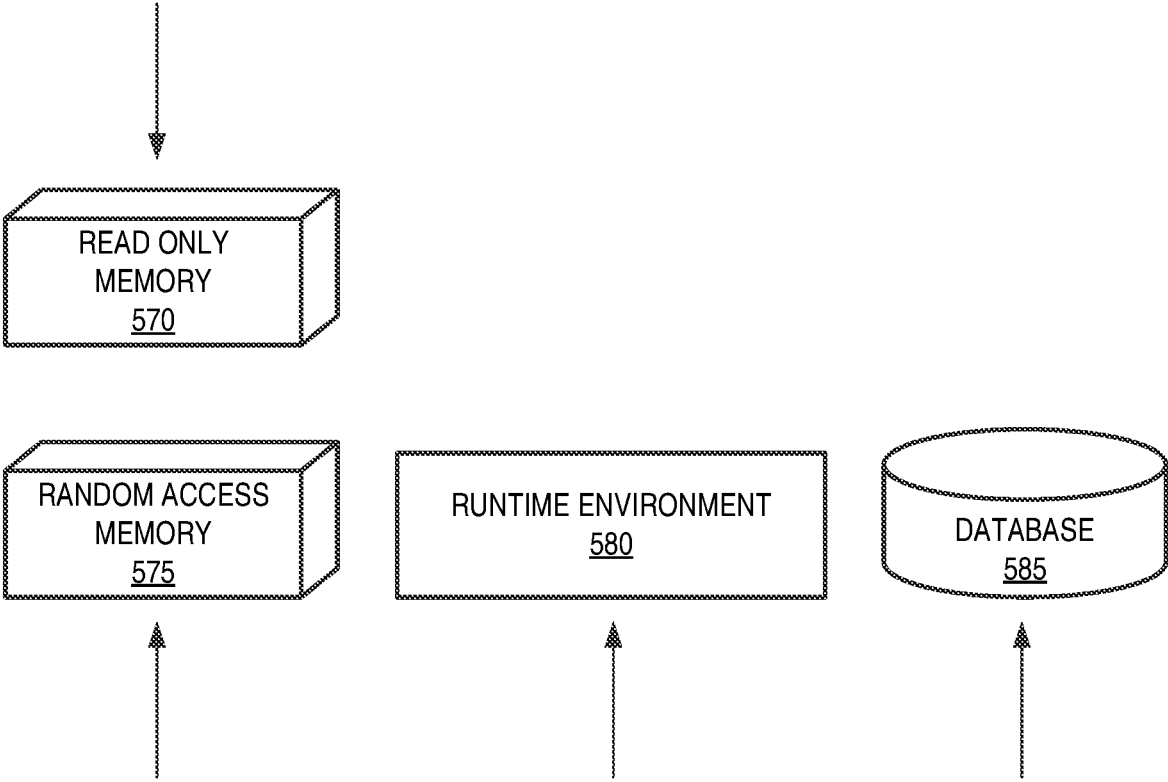 READ ONLY
MEMORY
570
RANDOM ACCESS
MEMORY
575
RUNTIME ENVIRONMENT
580
DATABASE
585